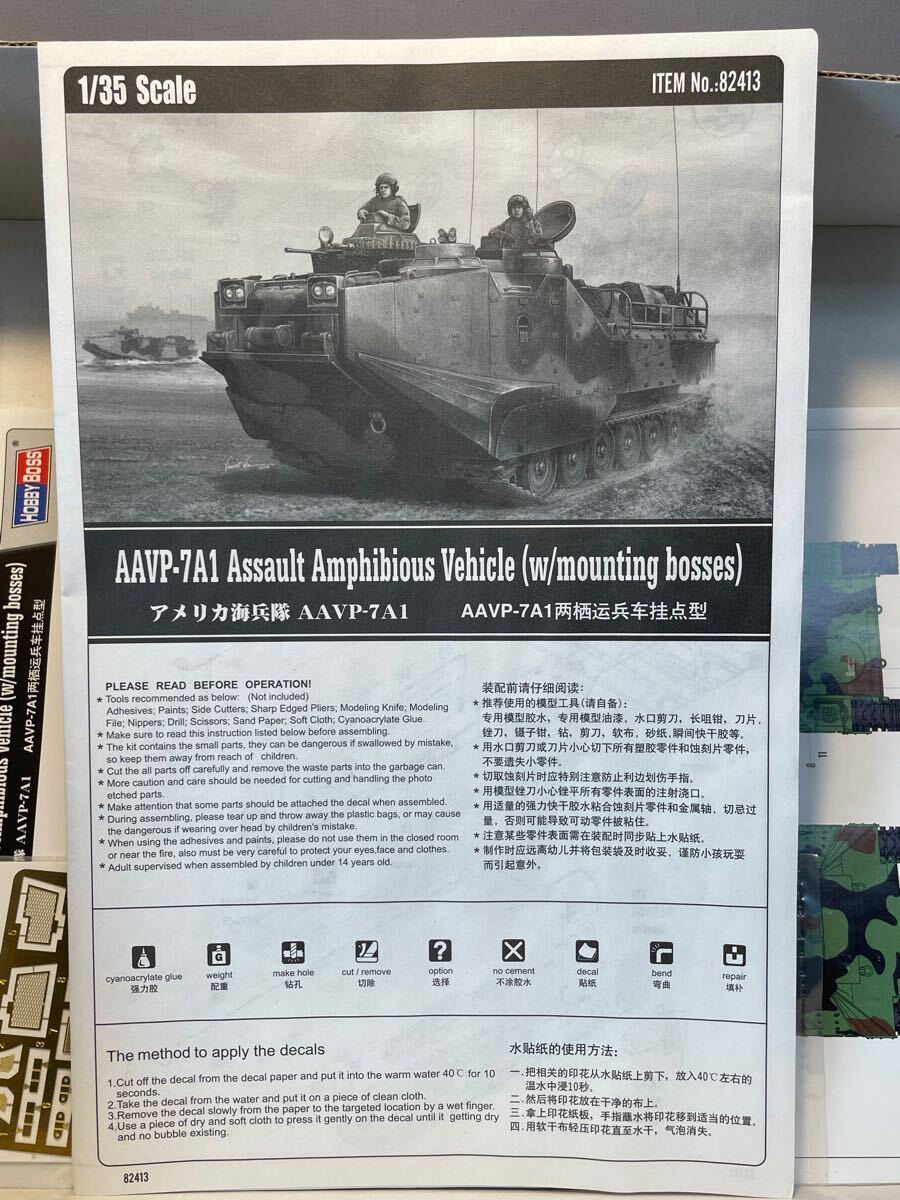 1/35 Scale
ITEM No.:82413
AAVP-7A1 Assault Amphibious Vehicle (w/mounting bosses)
アメリカ海兵隊 AAVP-7A1
AAVP-7A1两栖运兵车挂点型
PLEASE READ BEFORE OPERATION!
* Tools recommended as below: (Not included)
Adhesives; Paints; Side Cutters; Sharp Edged Pliers; Modeling Knife; Modeling
File; Nippers; Drill; Scissors; Sand Paper; Soft Cloth; Cyanoacrylate Glue.
* Make sure to read this instruction listed below before assembling.
* The kit contains the small parts, they can be dangerous if swallowed by mistake,
so keep them away from reach of children.
* Cut the all parts off carefully and remove the waste parts into the garbage can.
* More caution and care should be needed for cutting and handling the photo
etched parts.
* Make attention that some parts should be attached the decal when assembled.
* During assembling, please tear up and throw away the plastic bags, or may cause
the dangerous if wearing over head by children's mistake.
* When using the adhesives and paints, please do not use them in the closed room
or near the fire, also must be very careful to protect your eyes,face and clothes.
* Adult supervised when assembled by children under 14 years old.
装配前请仔细阅读：
* 推荐使用的模型工具(请自备)：
专用模型胶水，专用模型油漆，水口剪刀，长咀钳，刀片，
锉刀，镊子钳，钻，剪刀，软布，砂纸，瞬间快干胶等。
* 用水口剪刀或刀片小心切下所有塑胶零件和蚀刻片零件，
不要遗失小零件。
* 切取蚀刻片时应特别注意防止利边划伤手指。
* 用模型锉刀小心锉平所有零件表面的注射浇口。
* 用适量的强力快干胶水粘合蚀刻片零件和金属轴，切忌过
量，否则可能导致可动零件被粘住。
* 注意某些零件表面需在装配时同步贴上水贴纸。
* 制作时应远离幼儿并将包装袋及时收妥，谨防小孩玩耍
而引起意外。
cyanoacrylate glue
强力胶
G
weight
配重
make hole
钻孔
cut / remove
切除
?
option
选择
no cement
不涂胶水
decal
贴纸
bend
弯曲
repair
填补
The method to apply the decals
1.Cut off the decal from the decal paper and put it into the warm water 40℃ for 10
seconds.
2.Take the decal from the water and put it on a piece of clean cloth.
3.Remove the decal slowly from the paper to the targeted location by a wet finger.
4.Use a piece of dry and soft cloth to press it gently on the decal until it getting dry
and no bubble existing.
水贴纸的使用方法：
一.把相关的印花从水贴纸上剪下，放入40℃左右的
温水中浸10秒。
二.然后将印花放在干净的布上。
三.拿上印花纸板，手指蘸水将印花移到适当的位置。
四.用软干布轻压印花直至水干，气泡消失。
82413
HOBBY BOSS
®
Vehicle (w/mounting bosses)
AAVP-7A1
AAVP-7A1两栖运兵车挂点型
5
8
7
8
11